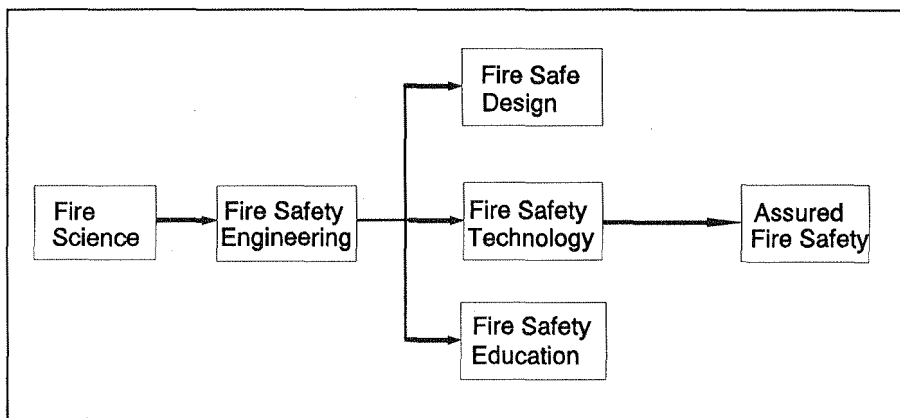 Fire Safe
Design
Fire
Science
Fire Safety
Engineering
Fire Safety
Technology
Assured
Fire Safety
Fire Safety
Education